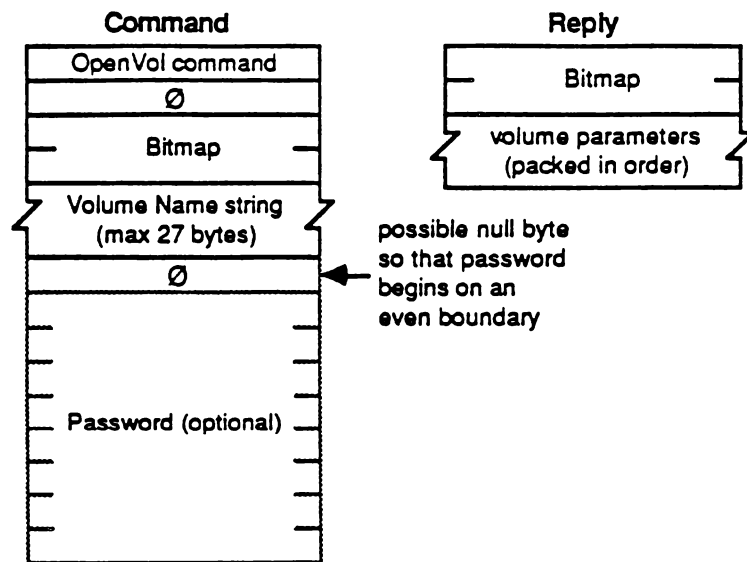 Command
OpenVol command
Ø
Bitmap
Volume Name string
(max 27 bytes)
Ø
Password (optional)
possible null byte
so that password
begins on an
even boundary
Reply
Bitmap
volume parameters
(packed in order)